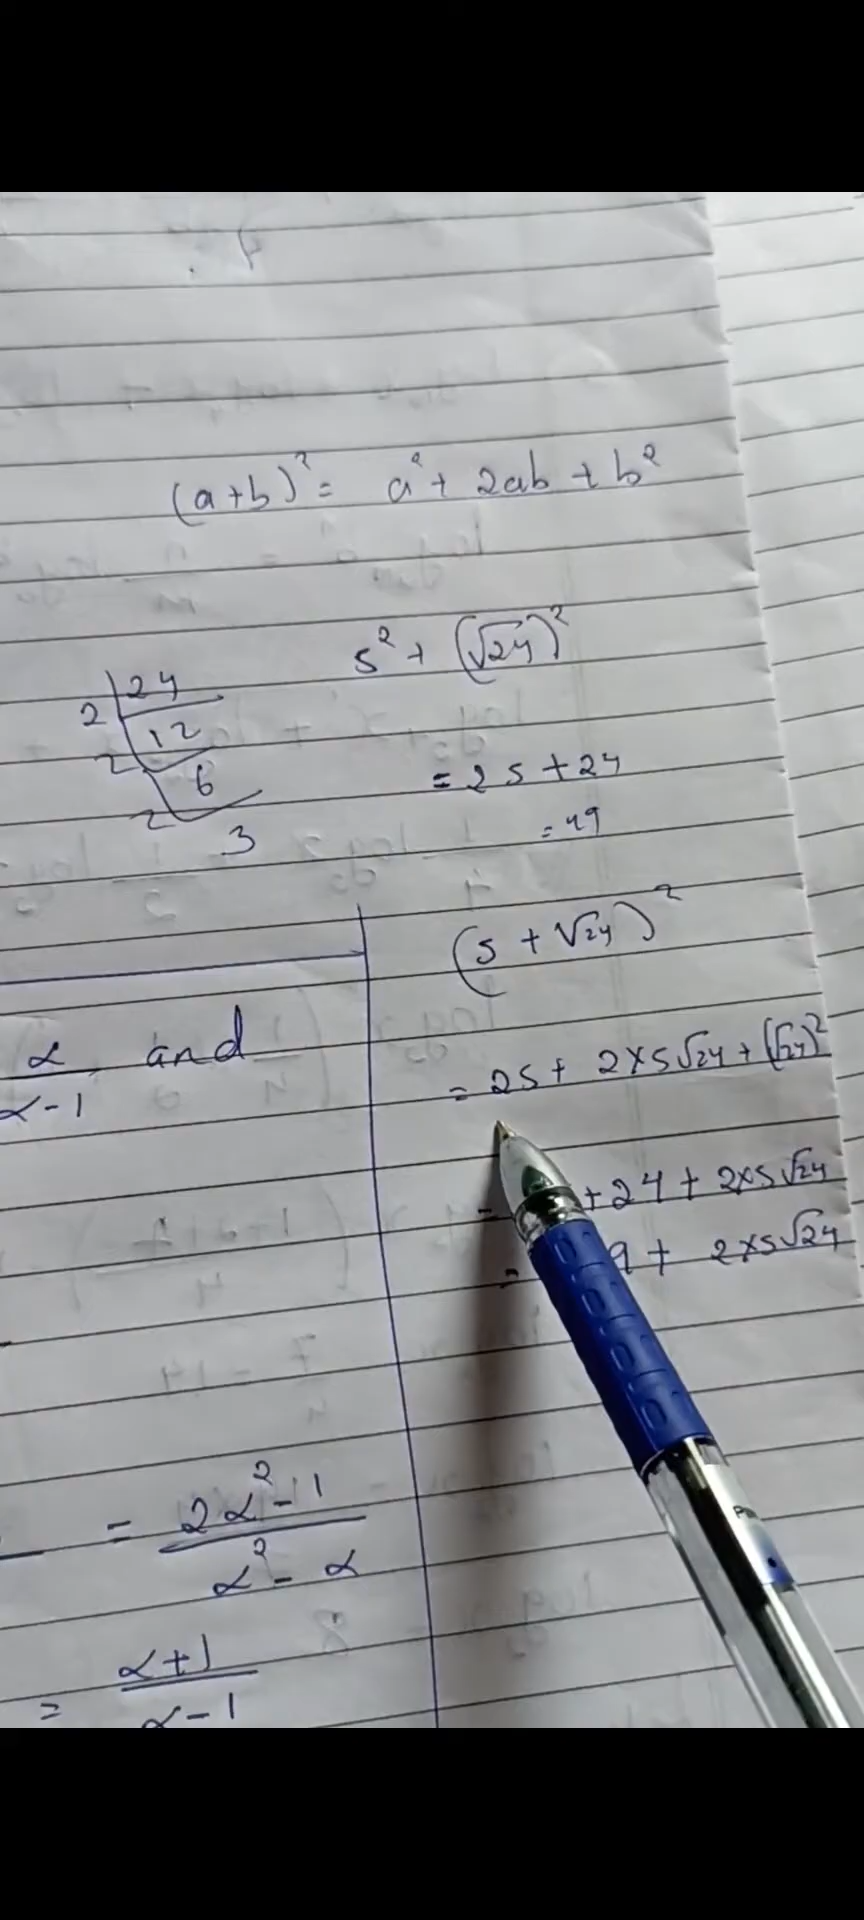 (a+b)² = a² + 2ab + b²
5² + (√24)²
2 | 24
2 | 12
2 | 6
3
= 25 + 24
= 49
(5 + √24)²
α/α-1 and
= 25 + 2×5√24 + (√24)²
= +24 + 2×5√24
= 9 + 2×5√24
= 2α²-1/α²-α
= α+1/α-1